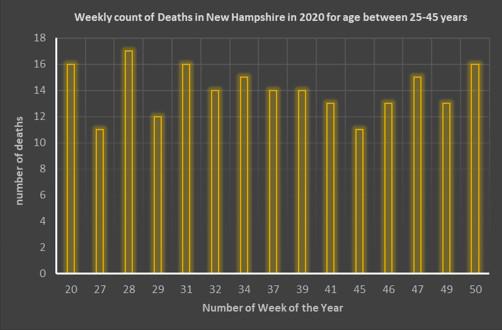 Weekly count of Deaths in New Hampshire in 2020 for age between 25-45 years
18
16
14
12
10
8
6
4
2
0
number of deaths
20 27 28 29 31 32 34 37 39 41 45 46 47 49 50
Number of Week of the Year